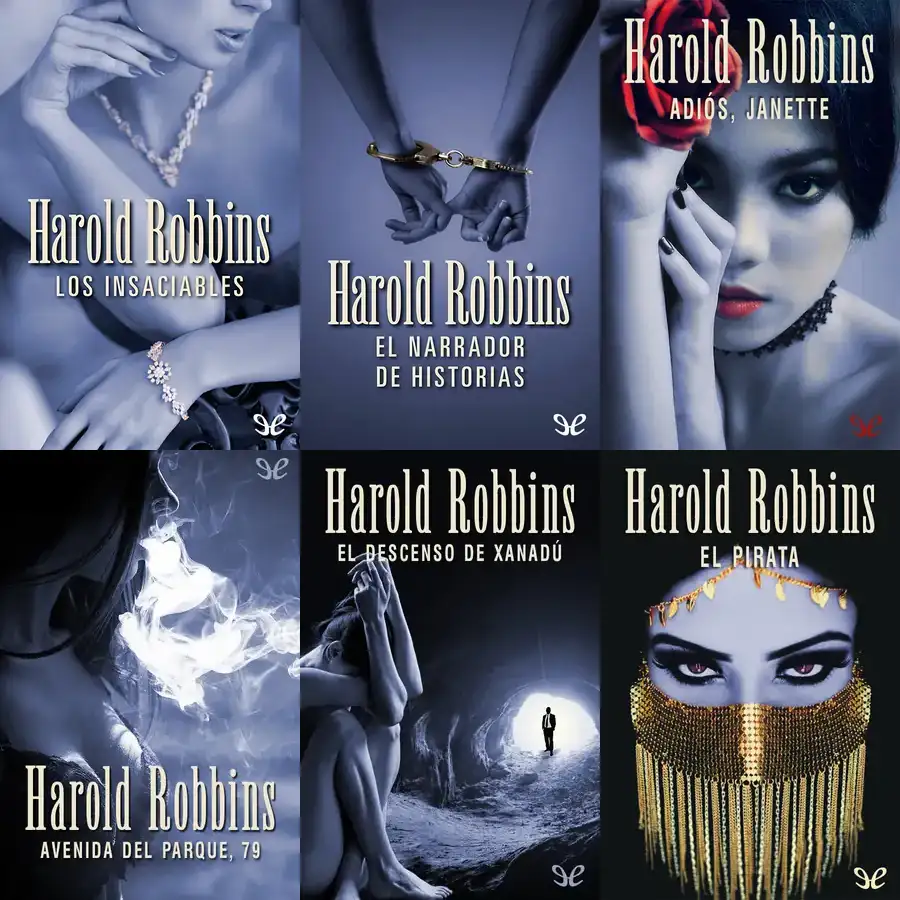 Harold Robbins
LOS INSACIABLES
Harold Robbins
EL NARRADOR
DE HISTORIAS
Harold Robbins
ADIÓS, JANETTE
Harold Robbins
AVENIDA DEL PARQUE, 79
Harold Robbins
EL DESCENSO DE XANADÚ
Harold Robbins
EL PIRATA